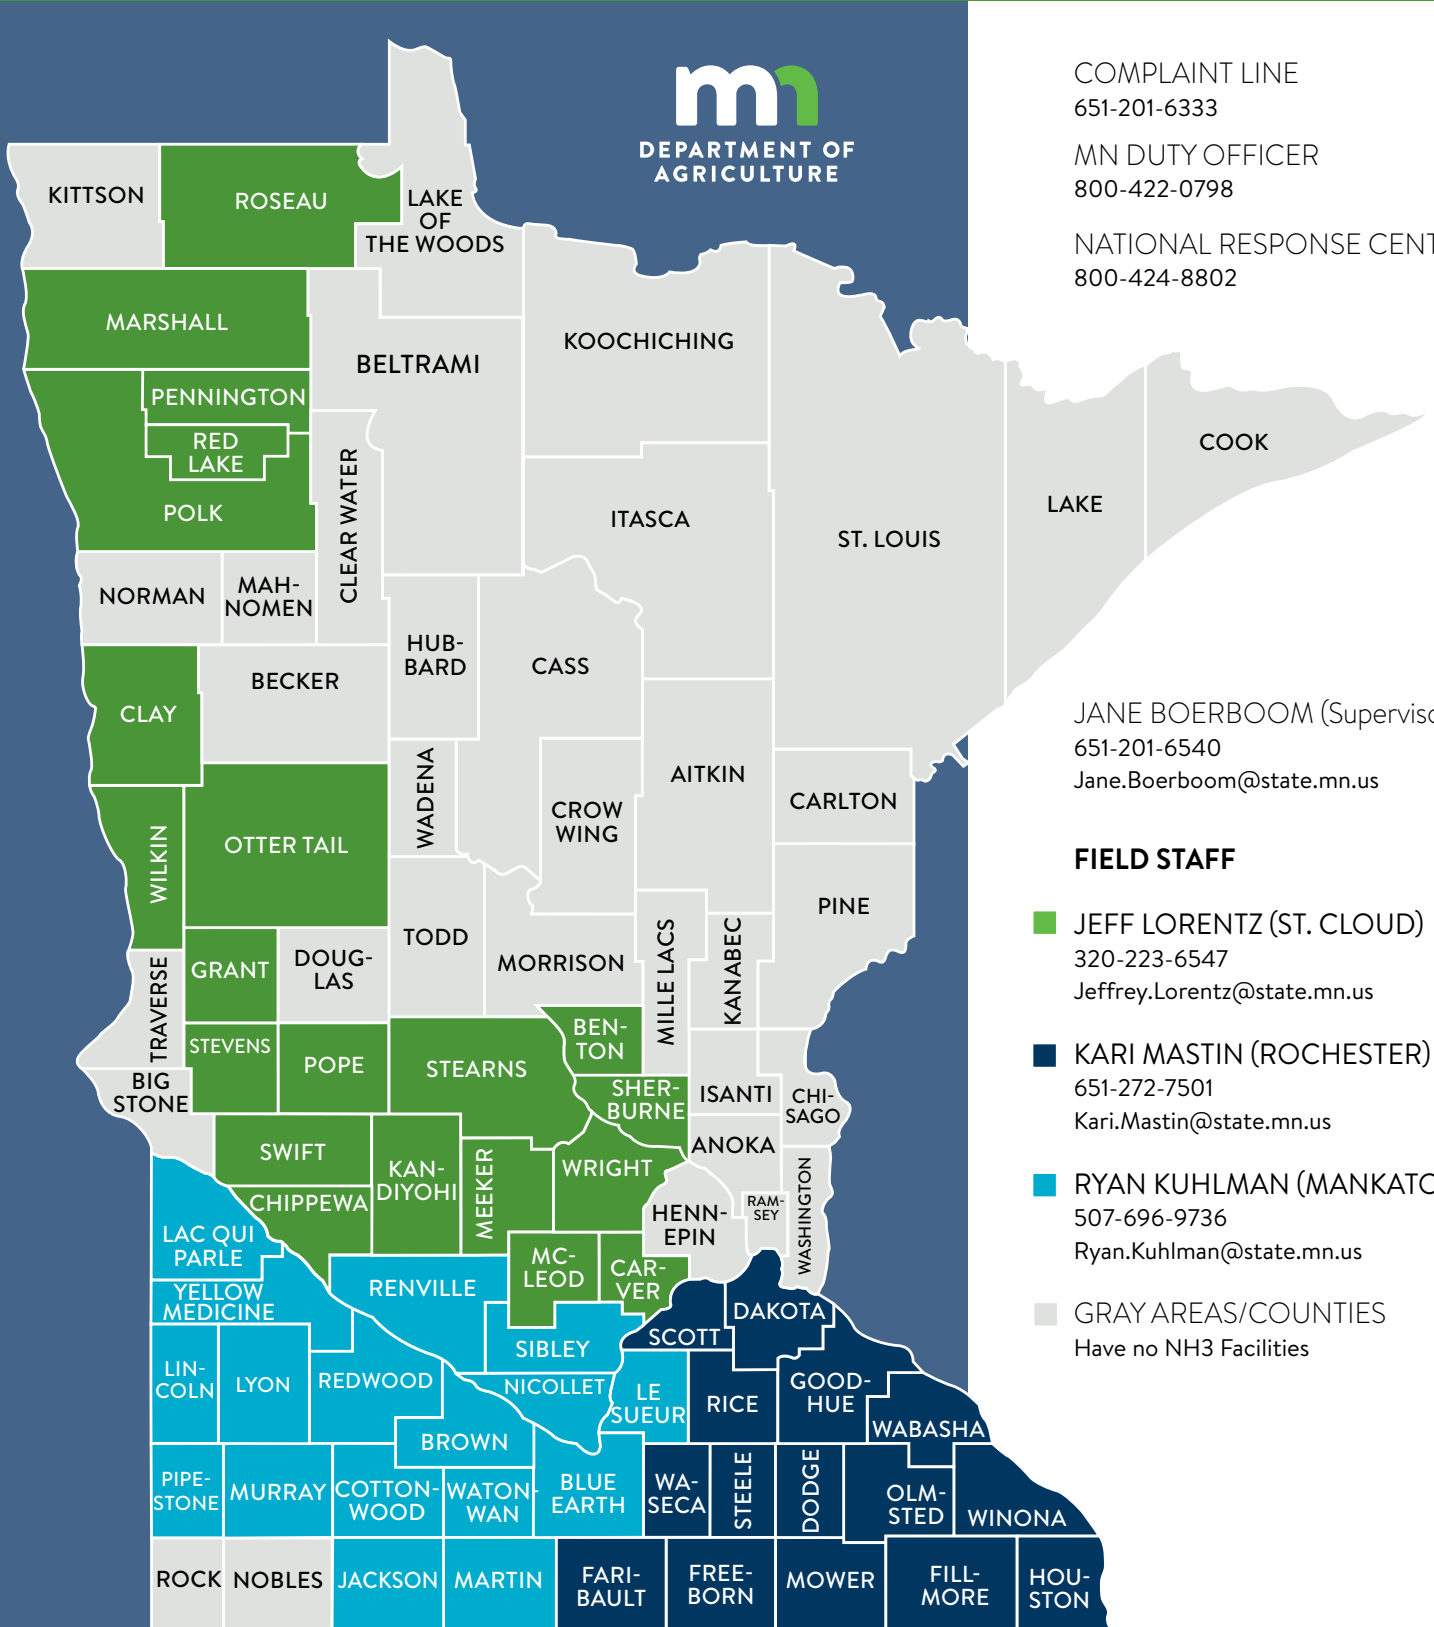 DEPARTMENT OF
AGRICULTURE
COMPLAINT LINE
651-201-6333
MN DUTY OFFICER
800-422-0798
NATIONAL RESPONSE CENT
800-424-8802
KITTSON
ROSEAU
LAKE
OF
THE WOODS
MARSHALL
BELTRAMI
KOOCHICHING
PENNINGTON
RED
LAKE
POLK
CLEAR WATER
ITASCA
ST. LOUIS
LAKE
COOK
NORMAN
MAH-
NOMEN
HUB-
BARD
CASS
BECKER
CLAY
WADENA
CROW
WING
AITKIN
CARLTON
WILKIN
OTTER TAIL
PINE
TODD
MORRISON
MILLE LACS
KANABEC
GRANT
DOUG-
LAS
TRAVERSE
STEVENS
POPE
STEARNS
BEN-
TON
BIG
STONE
SHER-
BURNE
ISANTI
CHI-
SAGO
ANOKA
SWIFT
KAN-
DIYOHI
MEEKER
WRIGHT
CHIPPEWA
HENN-
EPIN
RAM-
SEY
WASHINGTON
LAC QUI
PARLE
MC-
LEOD
CAR-
VER
RENVILLE
YELLOW
MEDICINE
DAKOTA
SCOTT
SIBLEY
LIN-
COLN
LYON
REDWOOD
NICOLLET
LE
SUEUR
RICE
GOOD-
HUE
WABASHA
BROWN
PIPE-
STONE
MURRAY
COTTON-
WOOD
WATON-
WAN
BLUE
EARTH
WA-
SECA
STEELE
DODGE
OLM-
STED
WINONA
ROCK
NOBLES
JACKSON
MARTIN
FARI-
BAULT
FREE-
BORN
MOWER
FILL-
MORE
HOU-
STON
JANE BOERBOOM (Superviso
651-201-6540
Jane.Boerboom@state.mn.us
FIELD STAFF
JEFF LORENTZ (ST. CLOUD)
320-223-6547
Jeffrey.Lorentz@state.mn.us
KARI MASTIN (ROCHESTER)
651-272-7501
Kari.Mastin@state.mn.us
RYAN KUHLMAN (MANKATO
507-696-9736
Ryan.Kuhlman@state.mn.us
GRAY AREAS/COUNTIES
Have no NH3 Facilities